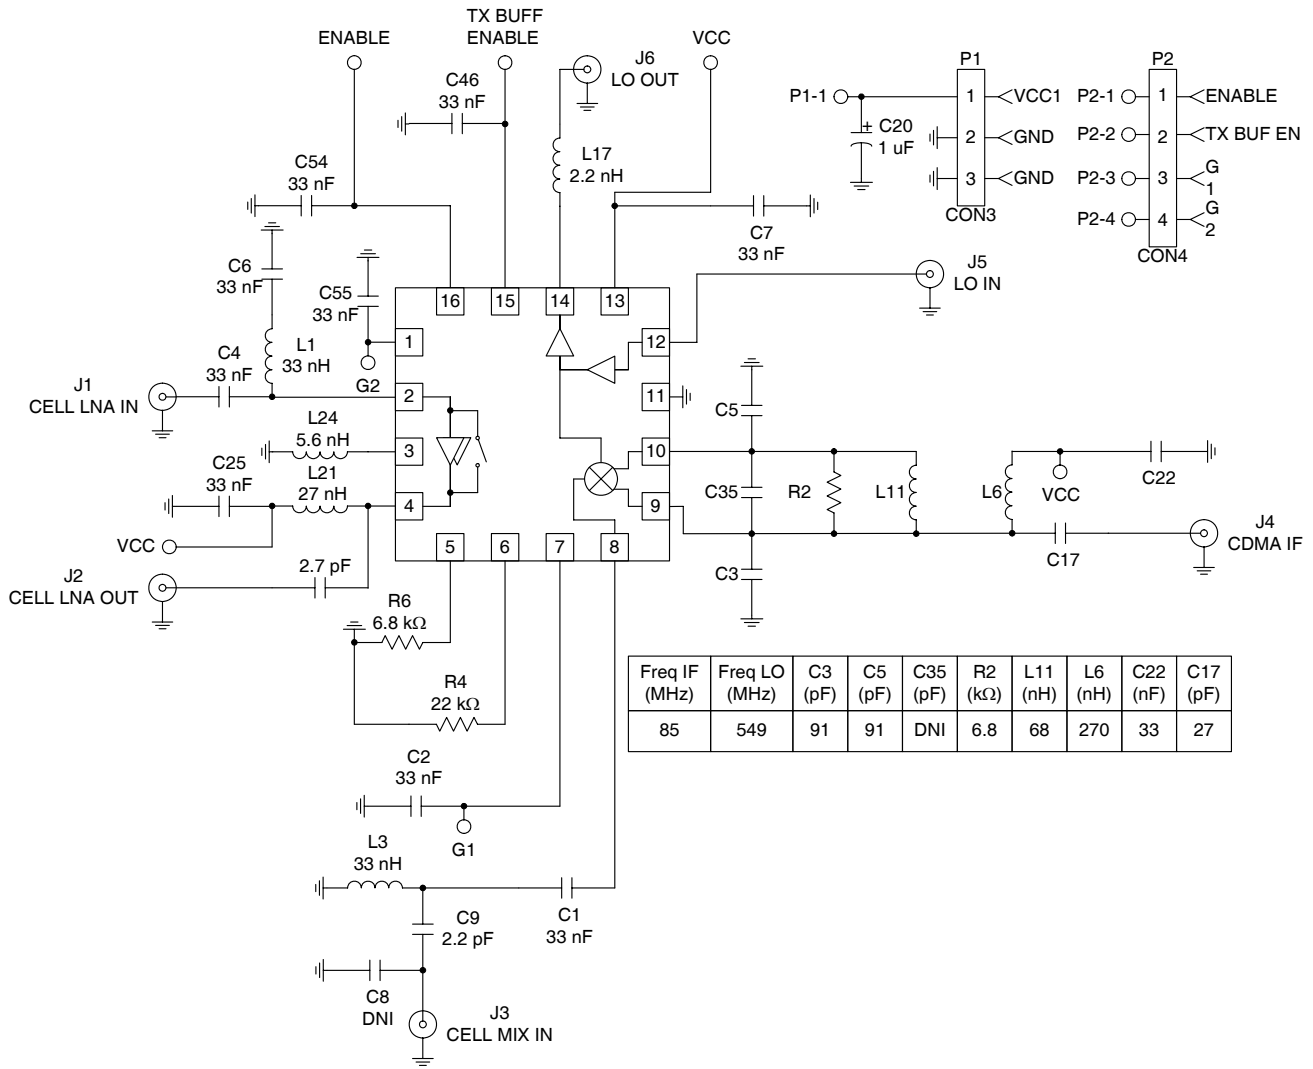 TX BUFF
ENABLE
ENABLE
J6
LO OUT
VCC
C46
33 nF
L17
2.2 nH
C54
33 nF
C7
33 nF
P1
P1-1
1
VCC1
C20
1 uF
+
2
GND
3
GND
CON3
P2
P2-1
1
ENABLE
P2-2
2
TX BUF EN
P2-3
3
G
1
P2-4
4
G
2
CON4
J5
LO IN
C6
33 nF
C55
33 nF
L1
33 nH
C4
33 nF
G2
J1
CELL LNA IN
L24
5.6 nH
C25
33 nF
L21
27 nH
VCC
2.7 pF
J2
CELL LNA OUT
16
15
14
13
1
12
2
11
3
10
4
9
5
6
7
8
C5
C35
R2
L11
L6
VCC
C22
C3
C17
J4
CDMA IF
R6
6.8 kΩ
R4
22 kΩ
C2
33 nF
G1
L3
33 nH
C9
2.2 pF
C1
33 nF
C8
DNI
J3
CELL MIX IN
Freq IF (MHz) Freq LO (MHz) C3 (pF) C5 (pF) C35 (pF) R2 (kΩ) L11 (nH) L6 (nH) C22 (nF) C17 (pF)
85 549 91 91 DNI 6.8 68 270 33 27